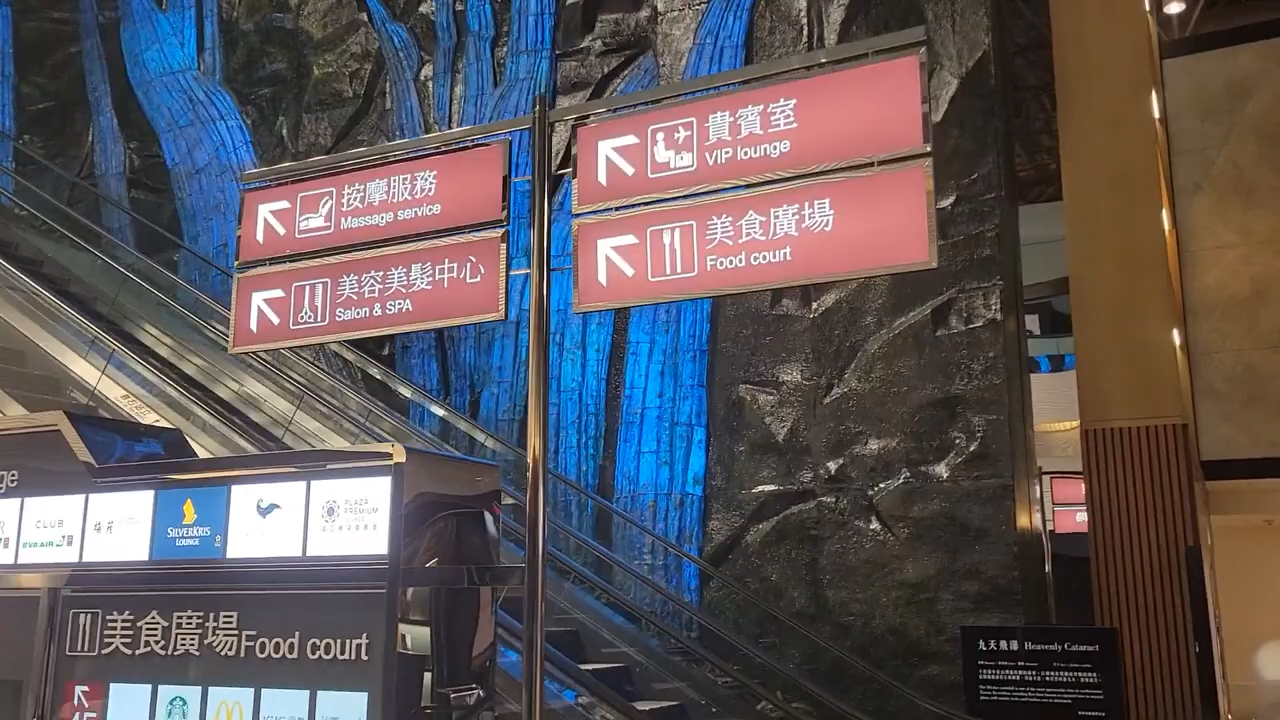 按摩服務
Massage service
美容美髮中心
Salon & SPA
貴賓室
VIP lounge
美食廣場
Food court
ge
CLUB
EVA AIR
SILVERKRIS
LOUNGE
PLAZA
PREMIUM
美食廣場 Food court
4F
九天飛瀑 Heavenly Cataract